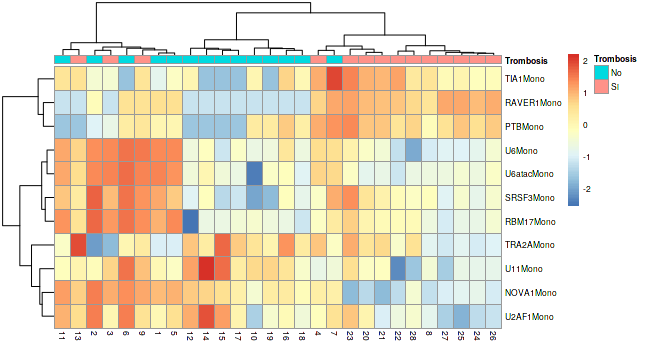 Trombosis
TIA1Mono
RAVER1Mono
PTBMono
U6Mono
U6atacMono
SRSF3Mono
RBM17Mono
TRA2AMono
U11Mono
NOVA1Mono
U2AF1Mono
11 13 2 3 6 9 1 5 12 14 15 17 10 19 16 18 4 7 23 20 21 22 28 8 27 25 24 26
2
1
0
-1
-2
Trombosis
No
SI